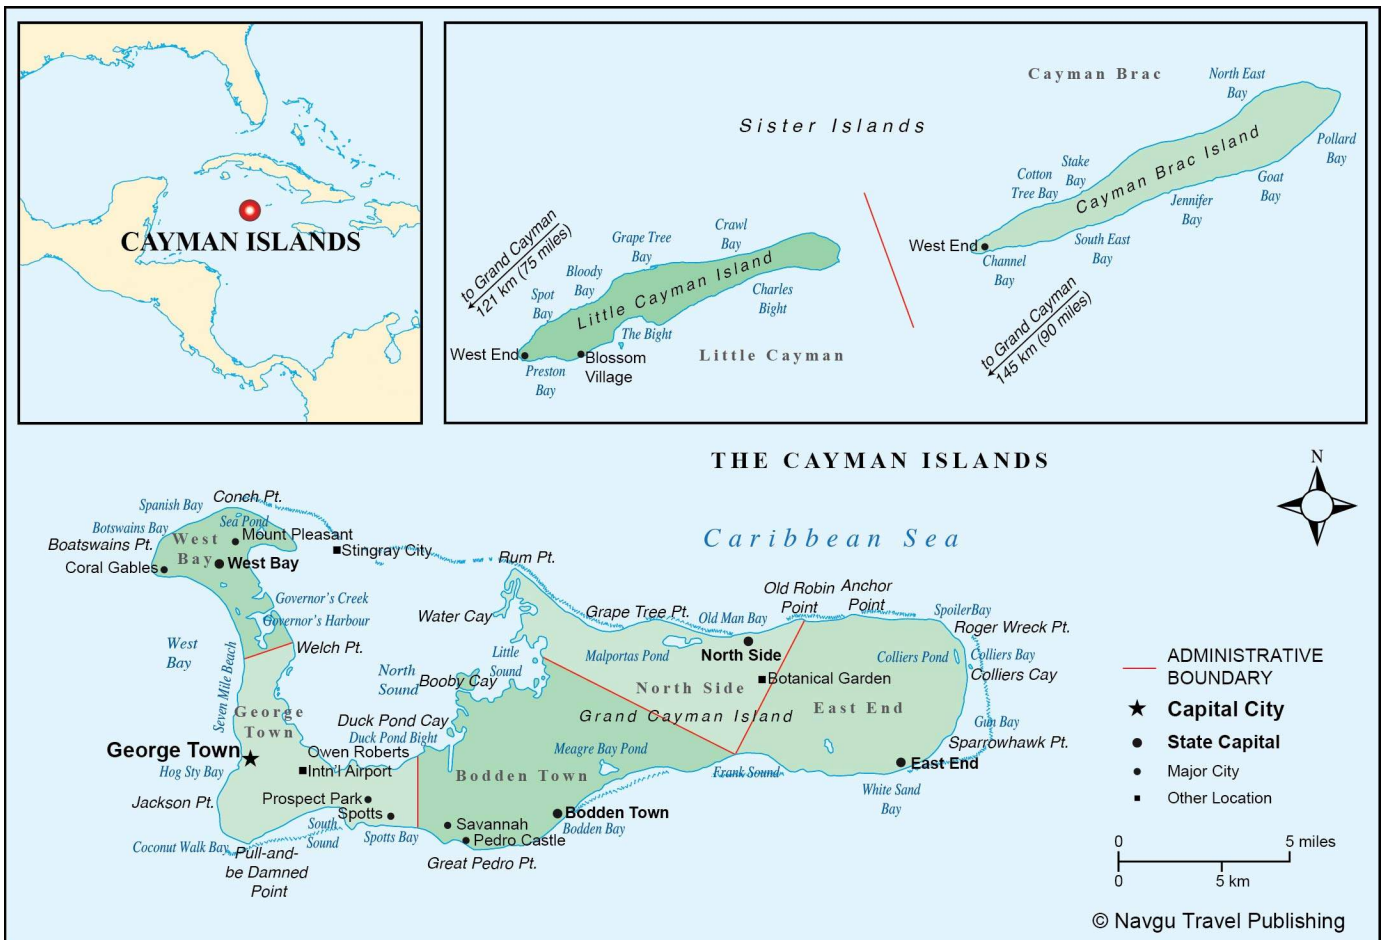 CAYMAN ISLANDS
Sister Islands
Cayman Brac
North East
Bay
Pollard
Bay
Stake
Bay
Cotton
Tree Bay
Cayman Brac Island
Goat
Bay
Jennifer
Bay
South East
Bay
West End
Channel
Bay
to Grand Cayman
145 km (90 miles)
to Grand Cayman
121 km (75 miles)
Grape Tree
Bay
Crawl
Bay
Bloody
Bay
Spot
Bay
Little Cayman Island
Charles
Bight
The Bight
West End
Blossom
Village
Preston
Bay
Little Cayman
THE CAYMAN ISLANDS
N
Caribbean Sea
Conch Pt.
Spanish Bay
Sea Pond
Botswains Bay
Mount Pleasant
Boatswains Pt.
West
Bay
Stingray City
Coral Gables
West Bay
Governor's Creek
Governor's Harbour
West
Bay
Welch Pt.
Seven Mile Beach
George
Town
George Town
Hog Sty Bay
Owen Roberts
Intn'l Airport
Jackson Pt.
Prospect Park
Spotts
South
Sound
Spotts Bay
Coconut Walk Bay
Pull-and-
be Damned
Point
Rum Pt.
Water Cay
Little
Sound
North
Sound
Booby Cay
Duck Pond Cay
Duck Pond Bight
Grape Tree Pt.
Old Man Bay
Old Robin
Point
Anchor
Point
SpoilerBay
Roger Wreck Pt.
Malportas Pond
North Side
Colliers Pond
Colliers Bay
Colliers Cay
Botanical Garden
North Side
East End
Grand Cayman Island
Gun Bay
Sparrowhawk Pt.
Meagre Bay Pond
Bodden Town
Frank Sound
East End
White Sand
Bay
Bodden Town
Bodden Bay
Savannah
Pedro Castle
Great Pedro Pt.
ADMINISTRATIVE
BOUNDARY
Capital City
State Capital
Major City
Other Location
0
5 miles
0
5 km
© Navgu Travel Publishing